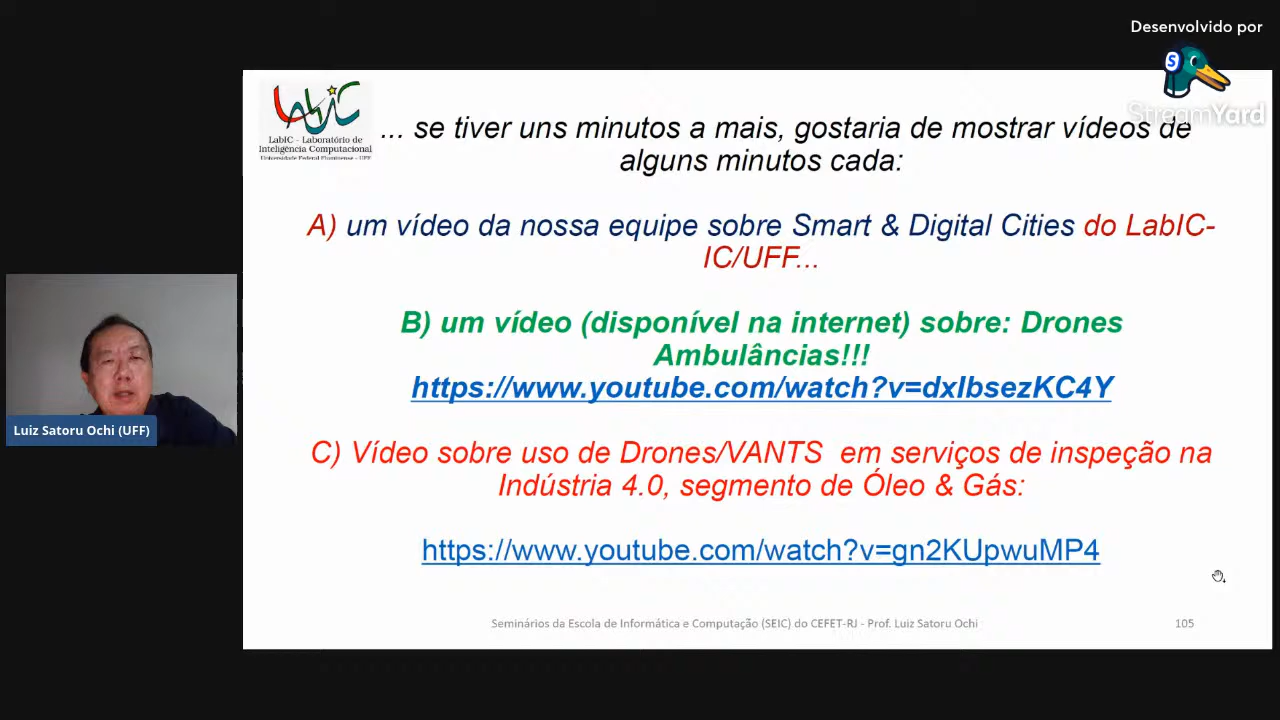 Desenvolvido por
StreamYard
LabIC - Laboratório de
Inteligência Computacional
Universidade Federal Fluminense - UFF
... se tiver uns minutos a mais, gostaria de mostrar vídeos de
alguns minutos cada:
A) um vídeo da nossa equipe sobre Smart & Digital Cities do LabIC-
IC/UFF...
B) um vídeo (disponível na internet) sobre: Drones
Ambulâncias!!!
https://www.youtube.com/watch?v=dxIbsezKC4Y
C) Vídeo sobre uso de Drones/VANTS em serviços de inspeção na
Indústria 4.0, segmento de Óleo & Gás:
https://www.youtube.com/watch?v=gn2KUpwuMP4
Luiz Satoru Ochi (UFF)
Seminários da Escola de Informática e Computação (SEIC) do CEFET-RJ - Prof. Luiz Satoru Ochi
105